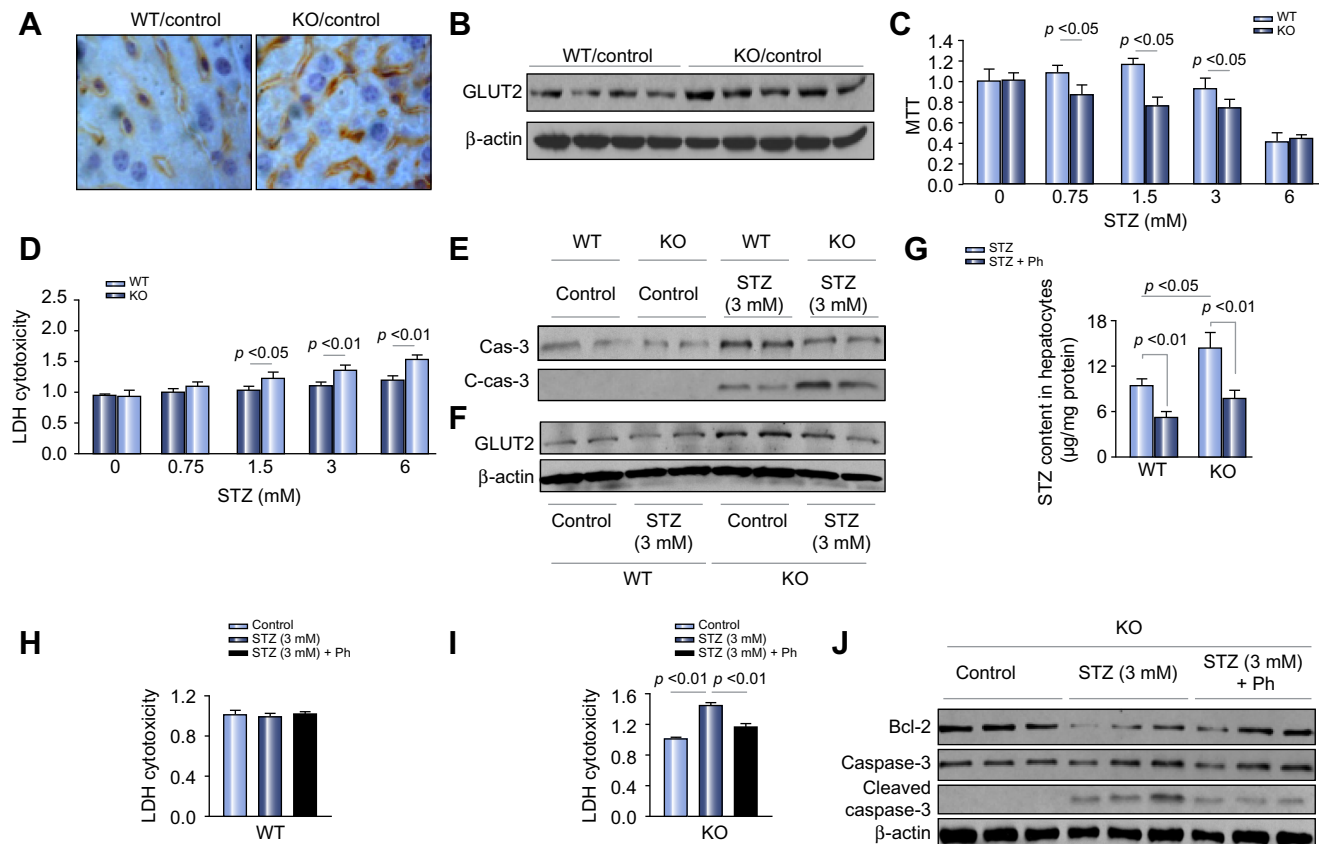 A
WT/control
KO/control
B
WT/control
KO/control
GLUT2
β-actin
C
WT
KO
p <0.05
p <0.05
p <0.05
MTT
1.4
1.2
1.0
0.8
0.6
0.4
0.2
0.0
0
0.75
1.5
3
6
STZ (mM)
D
WT
KO
LDH cytotoxicity
2.5
2.0
1.5
1.0
0.5
0.0
p <0.05
p <0.01
p <0.01
0
0.75
1.5
3
6
STZ (mM)
E
WT
KO
WT
KO
Control
Control
STZ
(3 mM)
STZ
(3 mM)
Cas-3
C-cas-3
F
GLUT2
β-actin
Control
STZ
(3 mM)
Control
STZ
(3 mM)
WT
KO
G
STZ
STZ + Ph
STZ content in hepatocytes
(μg/mg protein)
18
12
6
0
p <0.05
p <0.01
p <0.01
WT
KO
H
Control
STZ (3 mM)
STZ (3 mM) + Ph
LDH cytotoxicity
1.2
0.8
0.4
0.0
WT
I
Control
STZ (3 mM)
STZ (3 mM) + Ph
p <0.01
p <0.01
LDH cytotoxicity
1.6
1.2
0.8
0.4
0.0
KO
J
KO
Control
STZ (3 mM)
STZ (3 mM)
+ Ph
Bcl-2
Caspase-3
Cleaved
caspase-3
β-actin